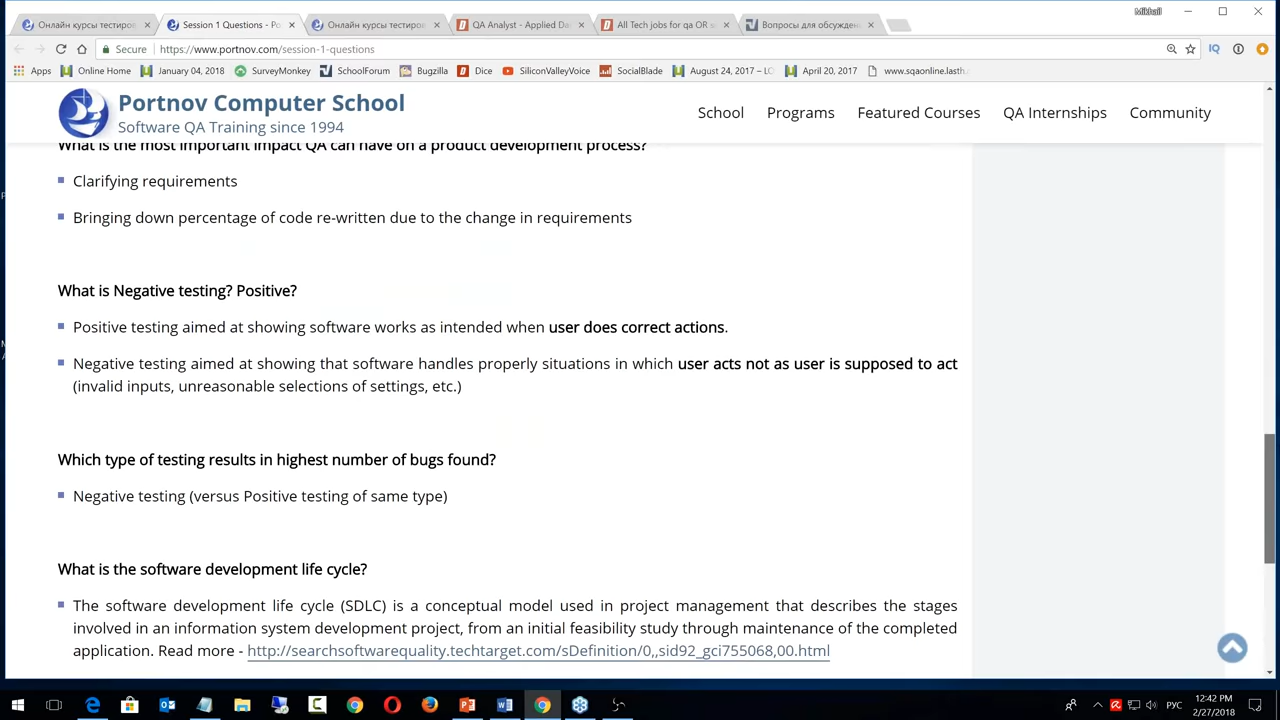 Mikhail
Онлайн курсы тестиров
Session 1 Questions - Po
Онлайн курсы тестиров
QA Analyst - Applied Da
All Tech jobs for qa OR s
Вопросы для обсужден
Secure
https://www.portnov.com/session-1-questions
Apps
Online Home
January 04, 2018
SurveyMonkey
SchoolForum
Bugzilla
Dice
SiliconValleyVoice
SocialBlade
August 24, 2017 – LO
April 20, 2017
www.sqaonline.lasth
Portnov Computer School
Software QA Training since 1994
School
Programs
Featured Courses
QA Internships
Community
What is the most important impact QA can have on a product development process?
Clarifying requirements
Bringing down percentage of code re-written due to the change in requirements
What is Negative testing? Positive?
Positive testing aimed at showing software works as intended when user does correct actions.
Negative testing aimed at showing that software handles properly situations in which user acts not as user is supposed to act
(invalid inputs, unreasonable selections of settings, etc.)
Which type of testing results in highest number of bugs found?
Negative testing (versus Positive testing of same type)
What is the software development life cycle?
The software development life cycle (SDLC) is a conceptual model used in project management that describes the stages
involved in an information system development project, from an initial feasibility study through maintenance of the completed
application. Read more - http://searchsoftwarequality.techtarget.com/sDefinition/0,,sid92_gci755068,00.html
РУС
12:42 PM
2/27/2018